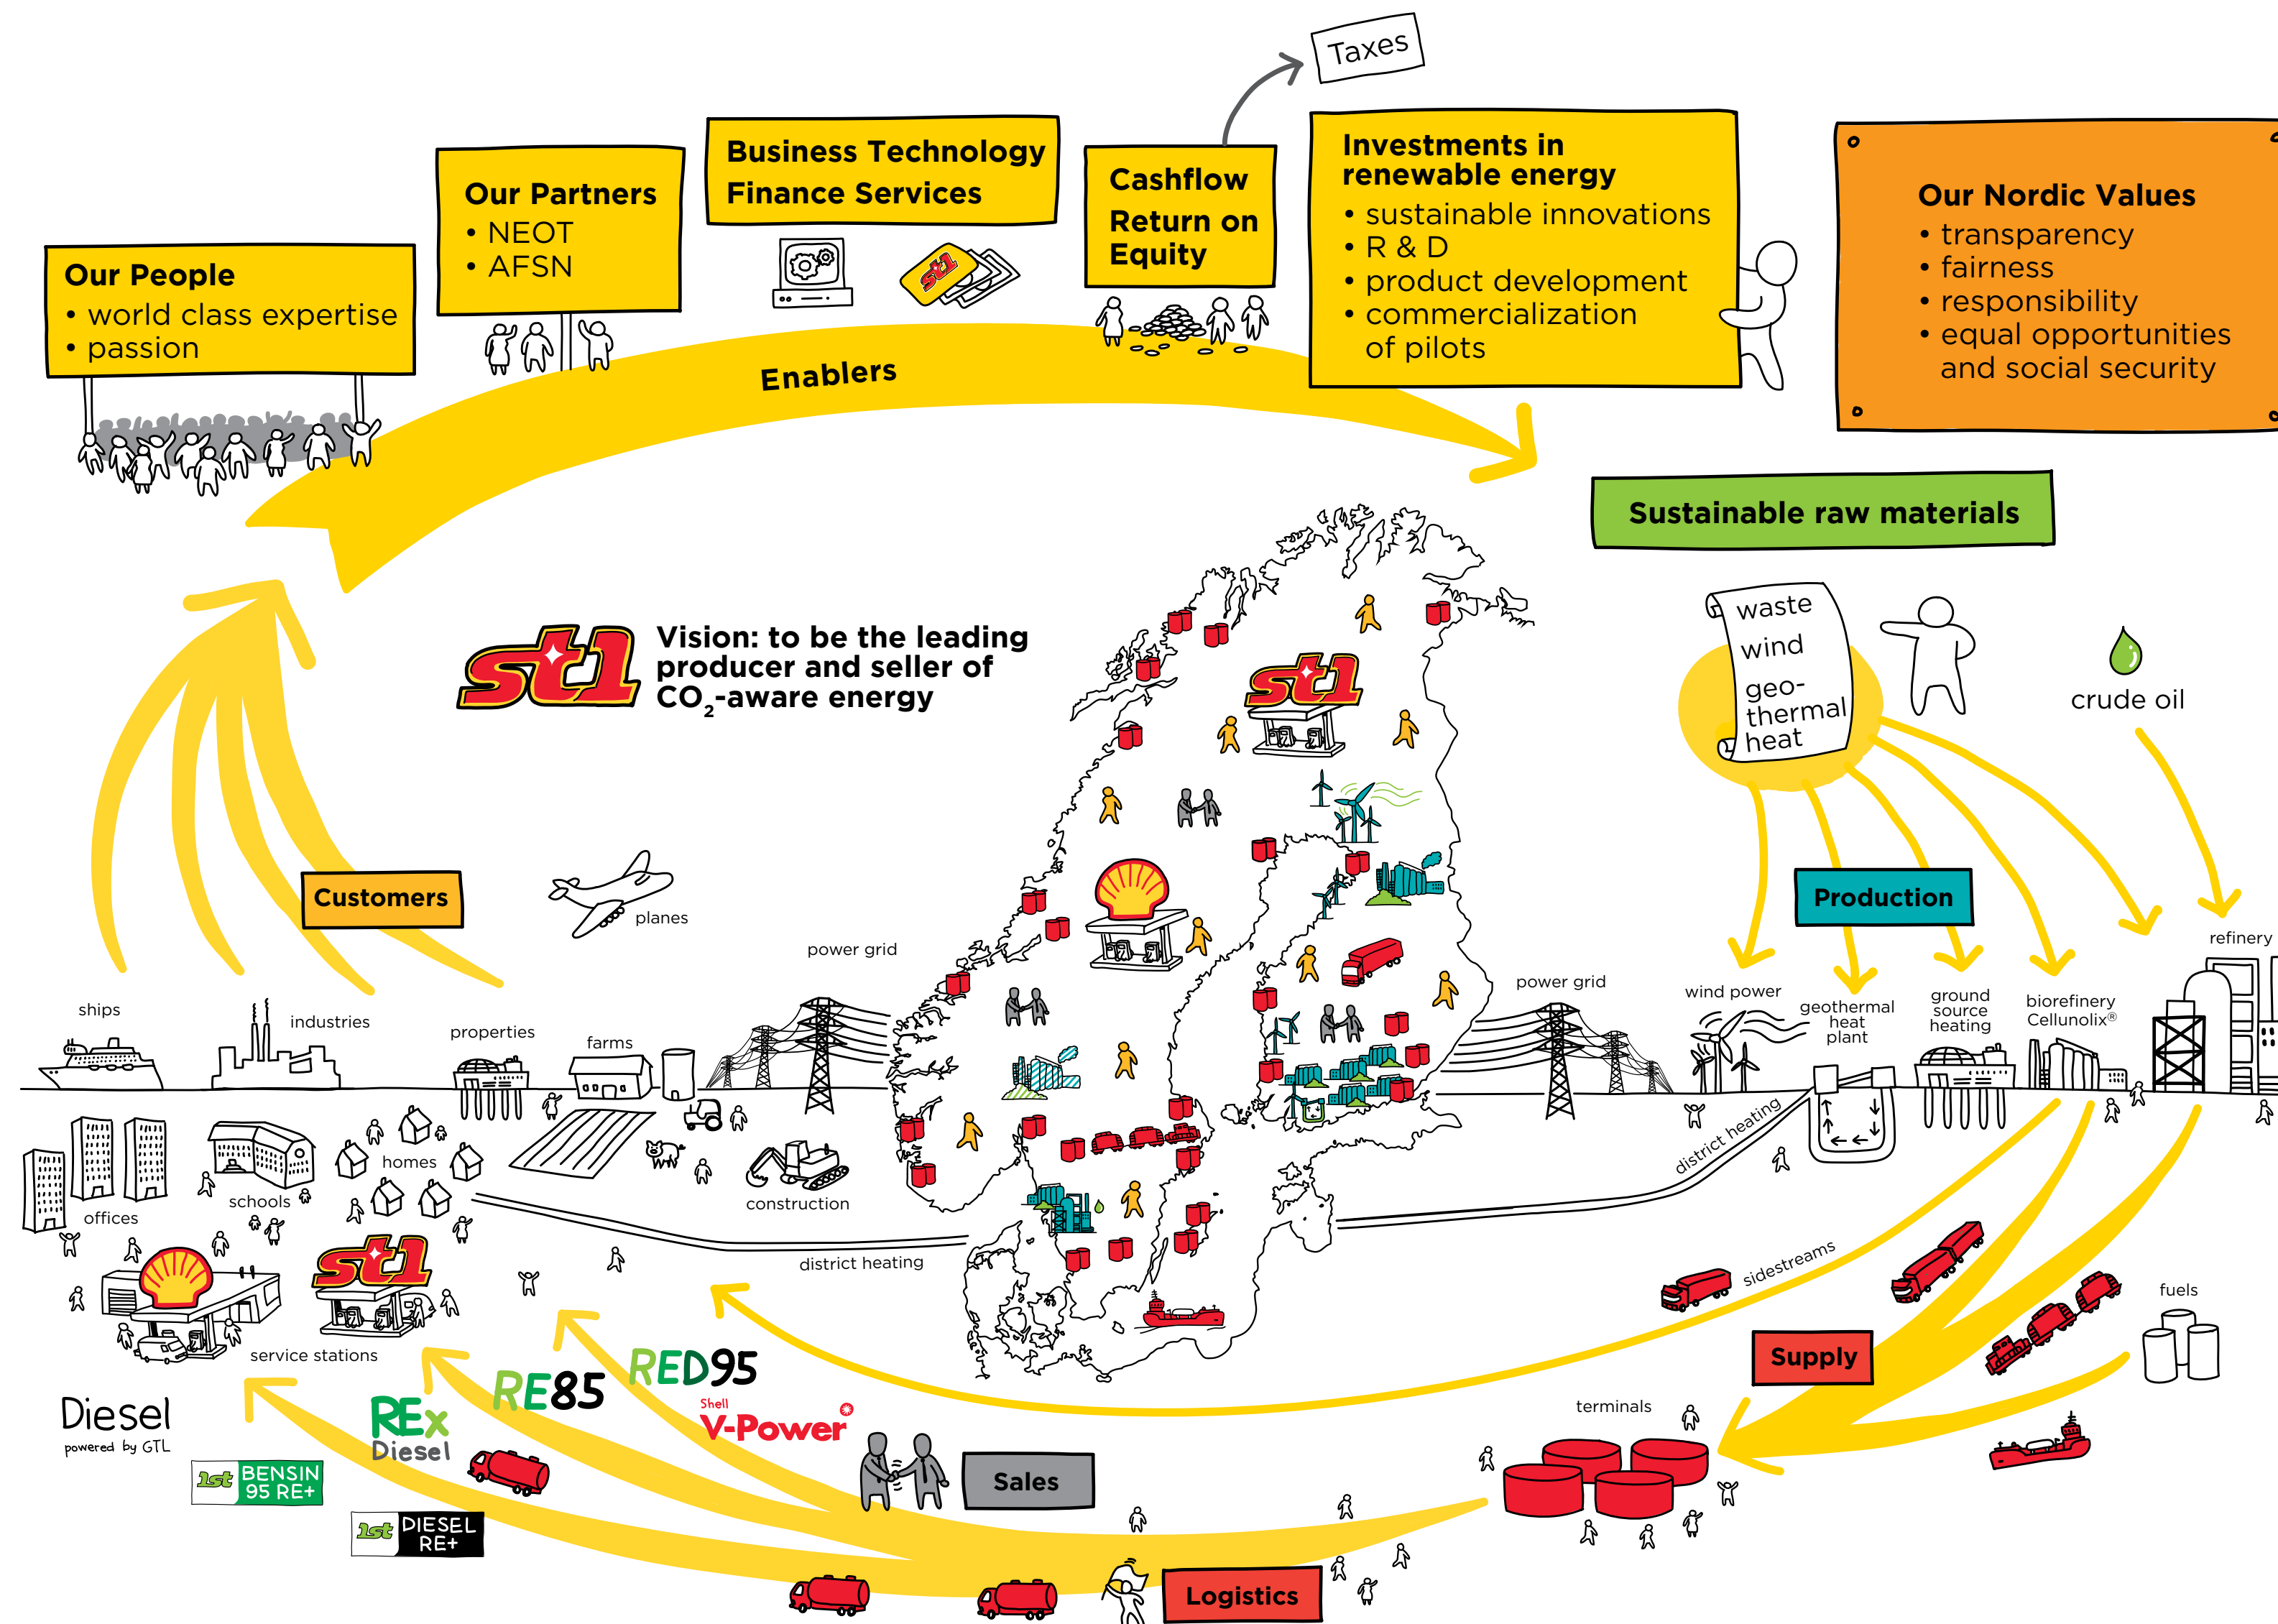 Taxes
Our People
• world class expertise
• passion
Our Partners
• NEOT
• AFSN
Business Technology
Finance Services
st1
Cashflow
Return on
Equity
Investments in
renewable energy
• sustainable innovations
• R & D
• product development
• commercialization
of pilots
Our Nordic Values
• transparency
• fairness
• responsibility
• equal opportunities
and social security
Enablers
Sustainable raw materials
waste
wind
geo-
thermal
heat
crude oil
st1
Vision: to be the leading
producer and seller of
CO₂-aware energy
st1
Customers
planes
power grid
ships
industries
properties
farms
offices
schools
homes
construction
district heating
st1
service stations
Production
power grid
wind power
geothermal
heat
plant
ground
source
heating
biorefinery
Cellunolix®
refinery
district heating
sidestreams
fuels
Supply
terminals
Diesel
powered by GTL
1st BENSIN
95 RE+
REx
Diesel
1st DIESEL
RE+
RE85
RED95
Shell
V-Power
Sales
Logistics